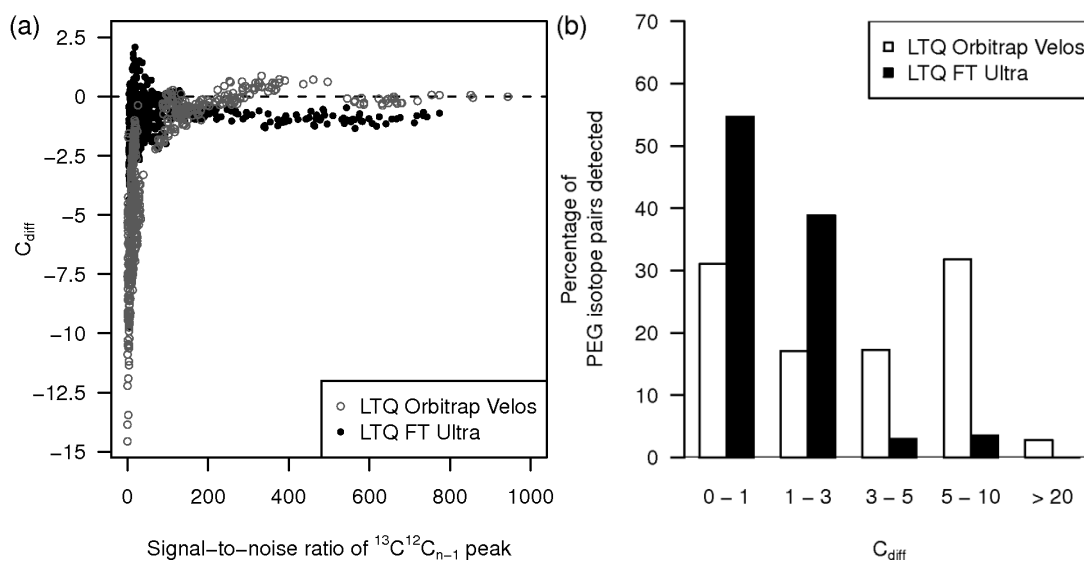 (a)
2.5
0
−2.5
−5
−7.5
−10
−12.5
−15
C_diff
0 200 400 600 800 1000
Signal−to−noise ratio of ¹³C¹²Cₙ₋₁ peak
LTQ Orbitrap Velos
LTQ FT Ultra
(b)
70
60
50
40
30
20
10
0
Percentage of
PEG isotope pairs detected
LTQ Orbitrap Velos
LTQ FT Ultra
0 − 1 1 − 3 3 − 5 5 − 10 > 20
C_diff